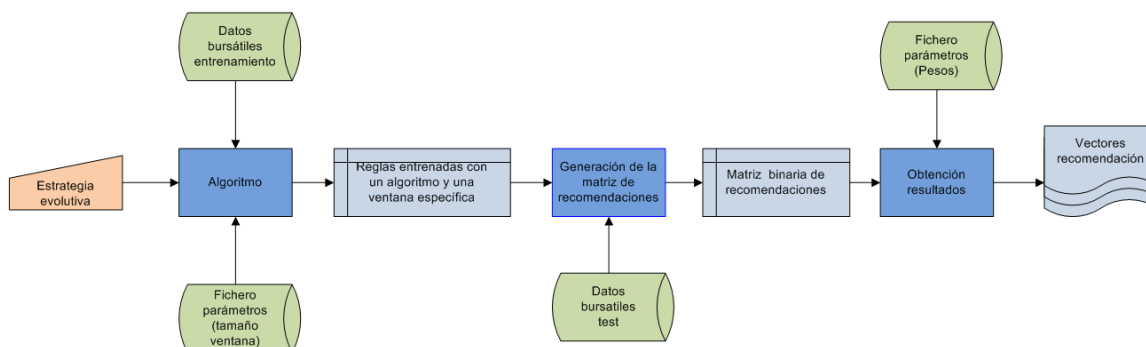 Datos
bursátiles
entrenamiento
Fichero
parámetros
(Pesos)
Estrategia
evolutiva
Algoritmo
Reglas entrenadas con
un algoritmo y una
ventana específica
Generación de la
matriz de
recomendaciones
Matriz binaria de
recomendaciones
Obtención
resultados
Vectores
recomendación
Fichero
parámetros
(tamaño
ventana)
Datos
bursatiles
test